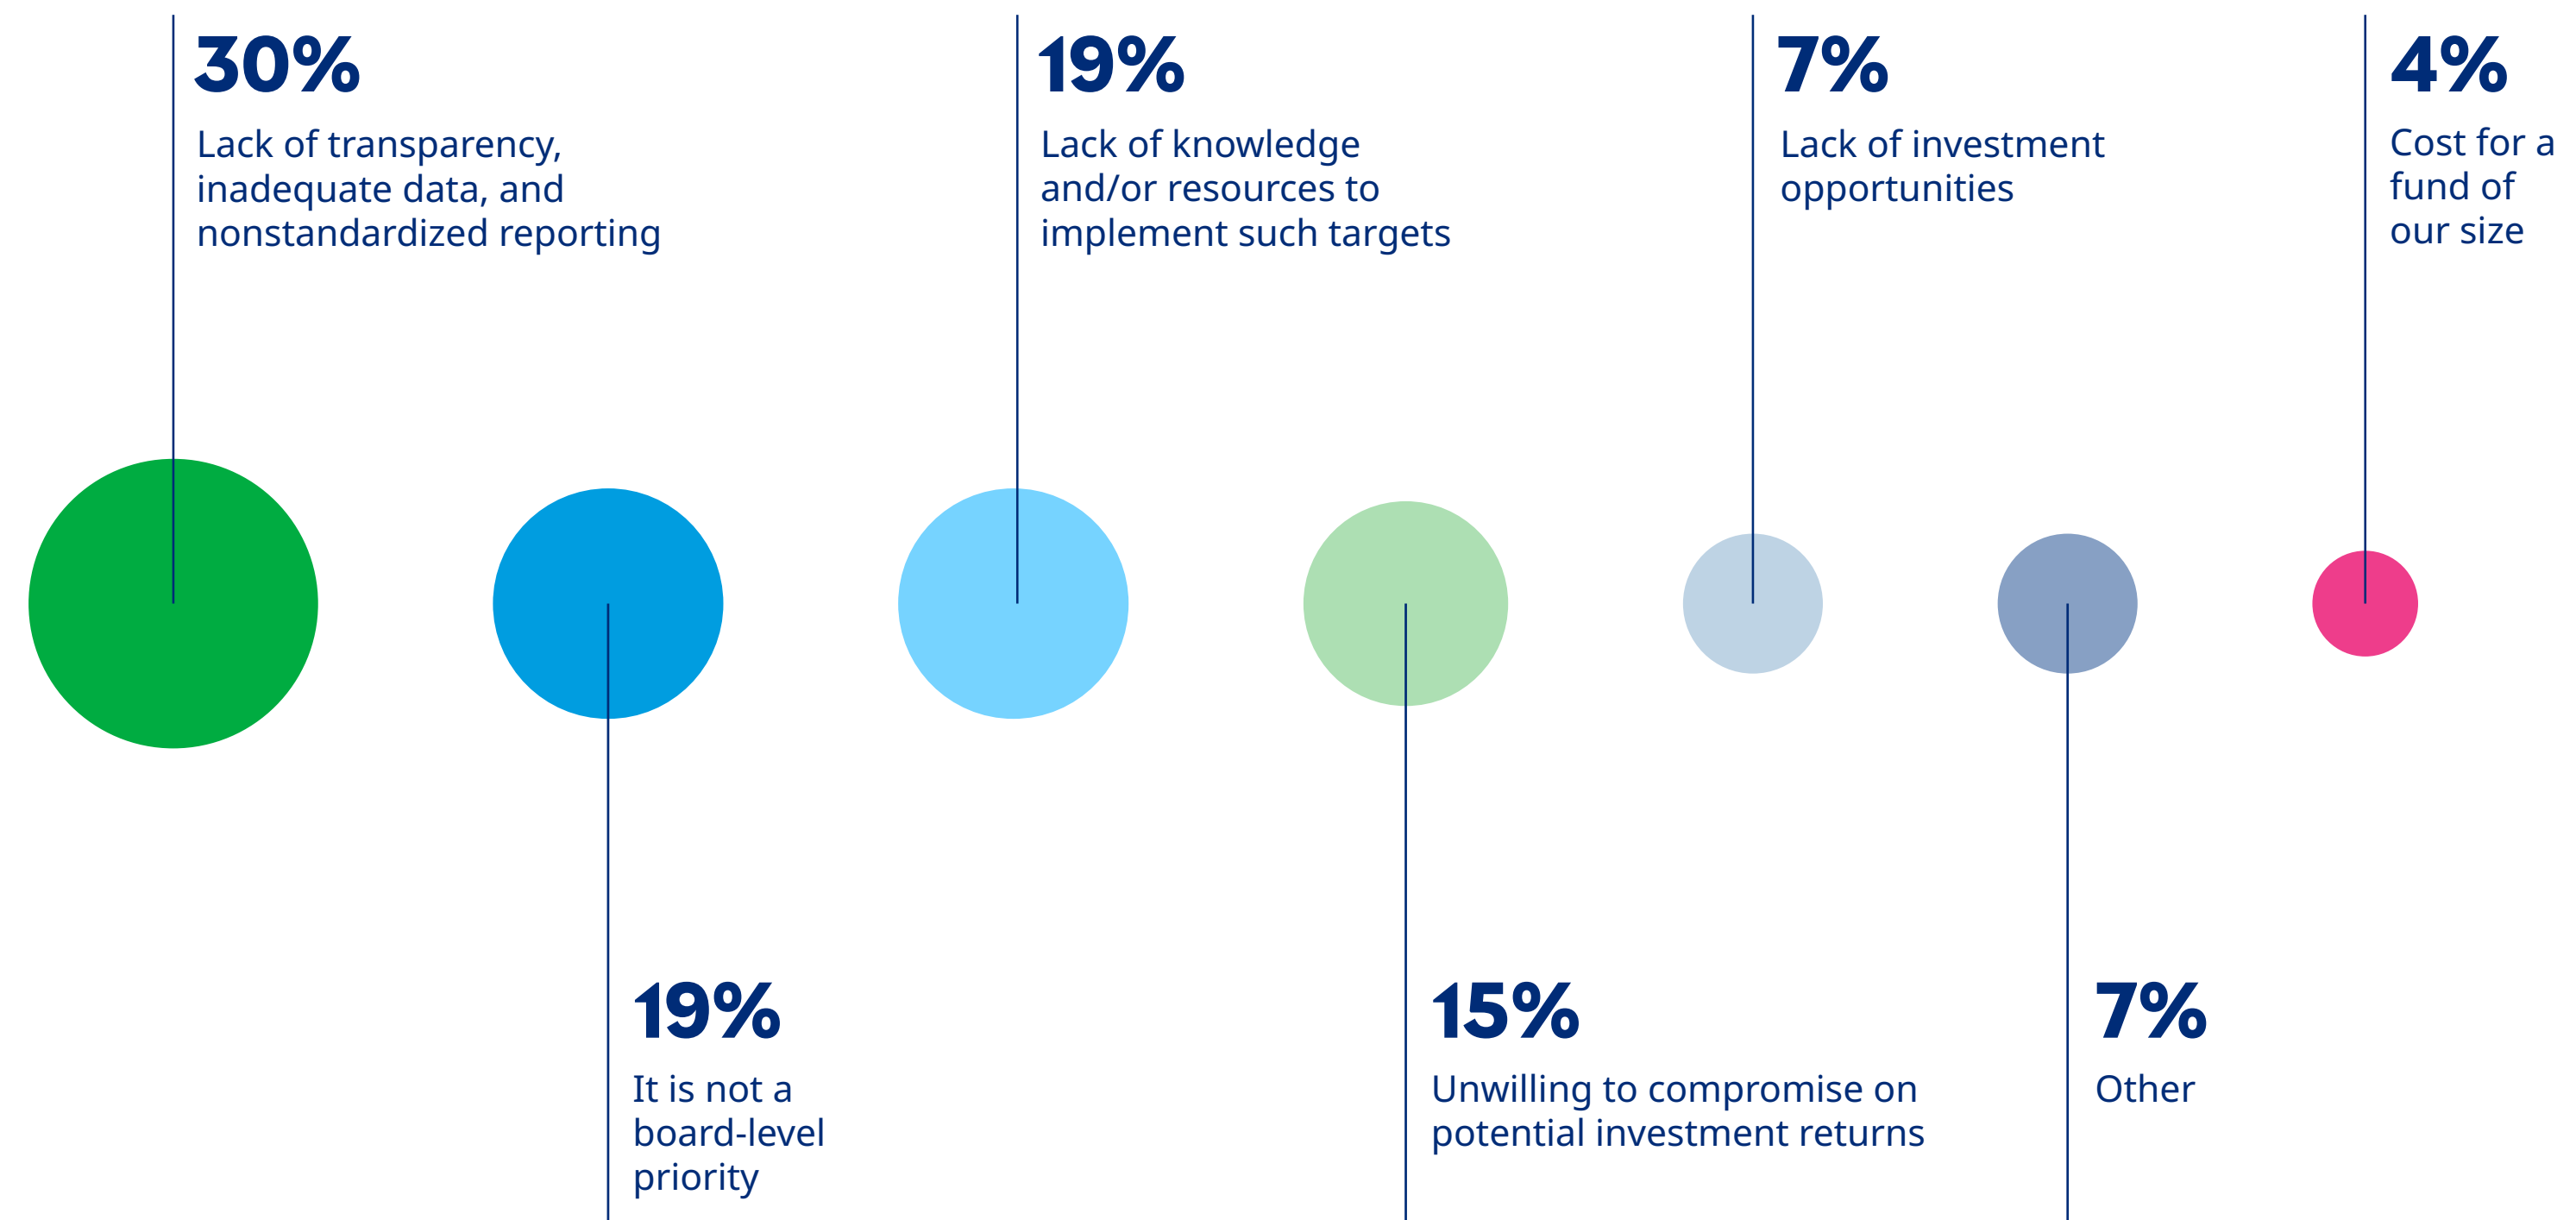 30%
Lack of transparency,
inadequate data, and
nonstandardized reporting
19%
Lack of knowledge
and/or resources to
implement such targets
7%
Lack of investment
opportunities
4%
Cost for a
fund of
our size
19%
It is not a
board-level
priority
15%
Unwilling to compromise on
potential investment returns
7%
Other